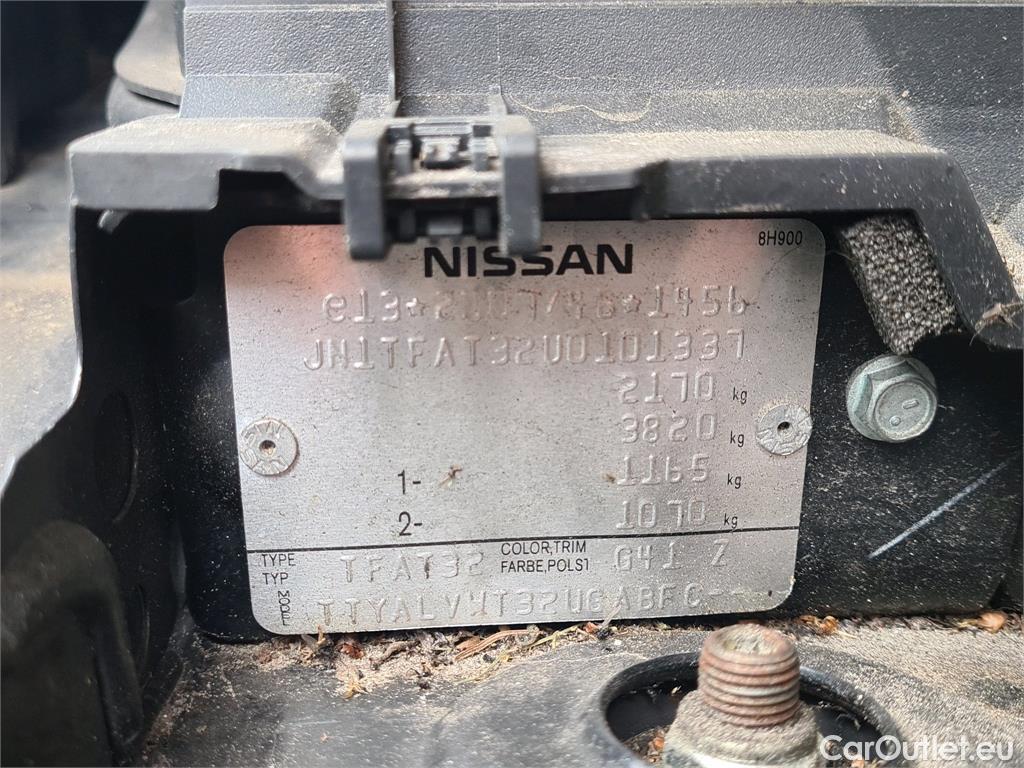 8H900
NISSAN
e13*2007/46*1456
JN1TFAT32U0101337
2170 kg
3820 kg
1- 1165 kg
2- 1070 kg
TYPE
TYP
TFAT32
COLOR,TRIM
FARBE,POLST
G41 Z
MODEL
CarOutlet.eu